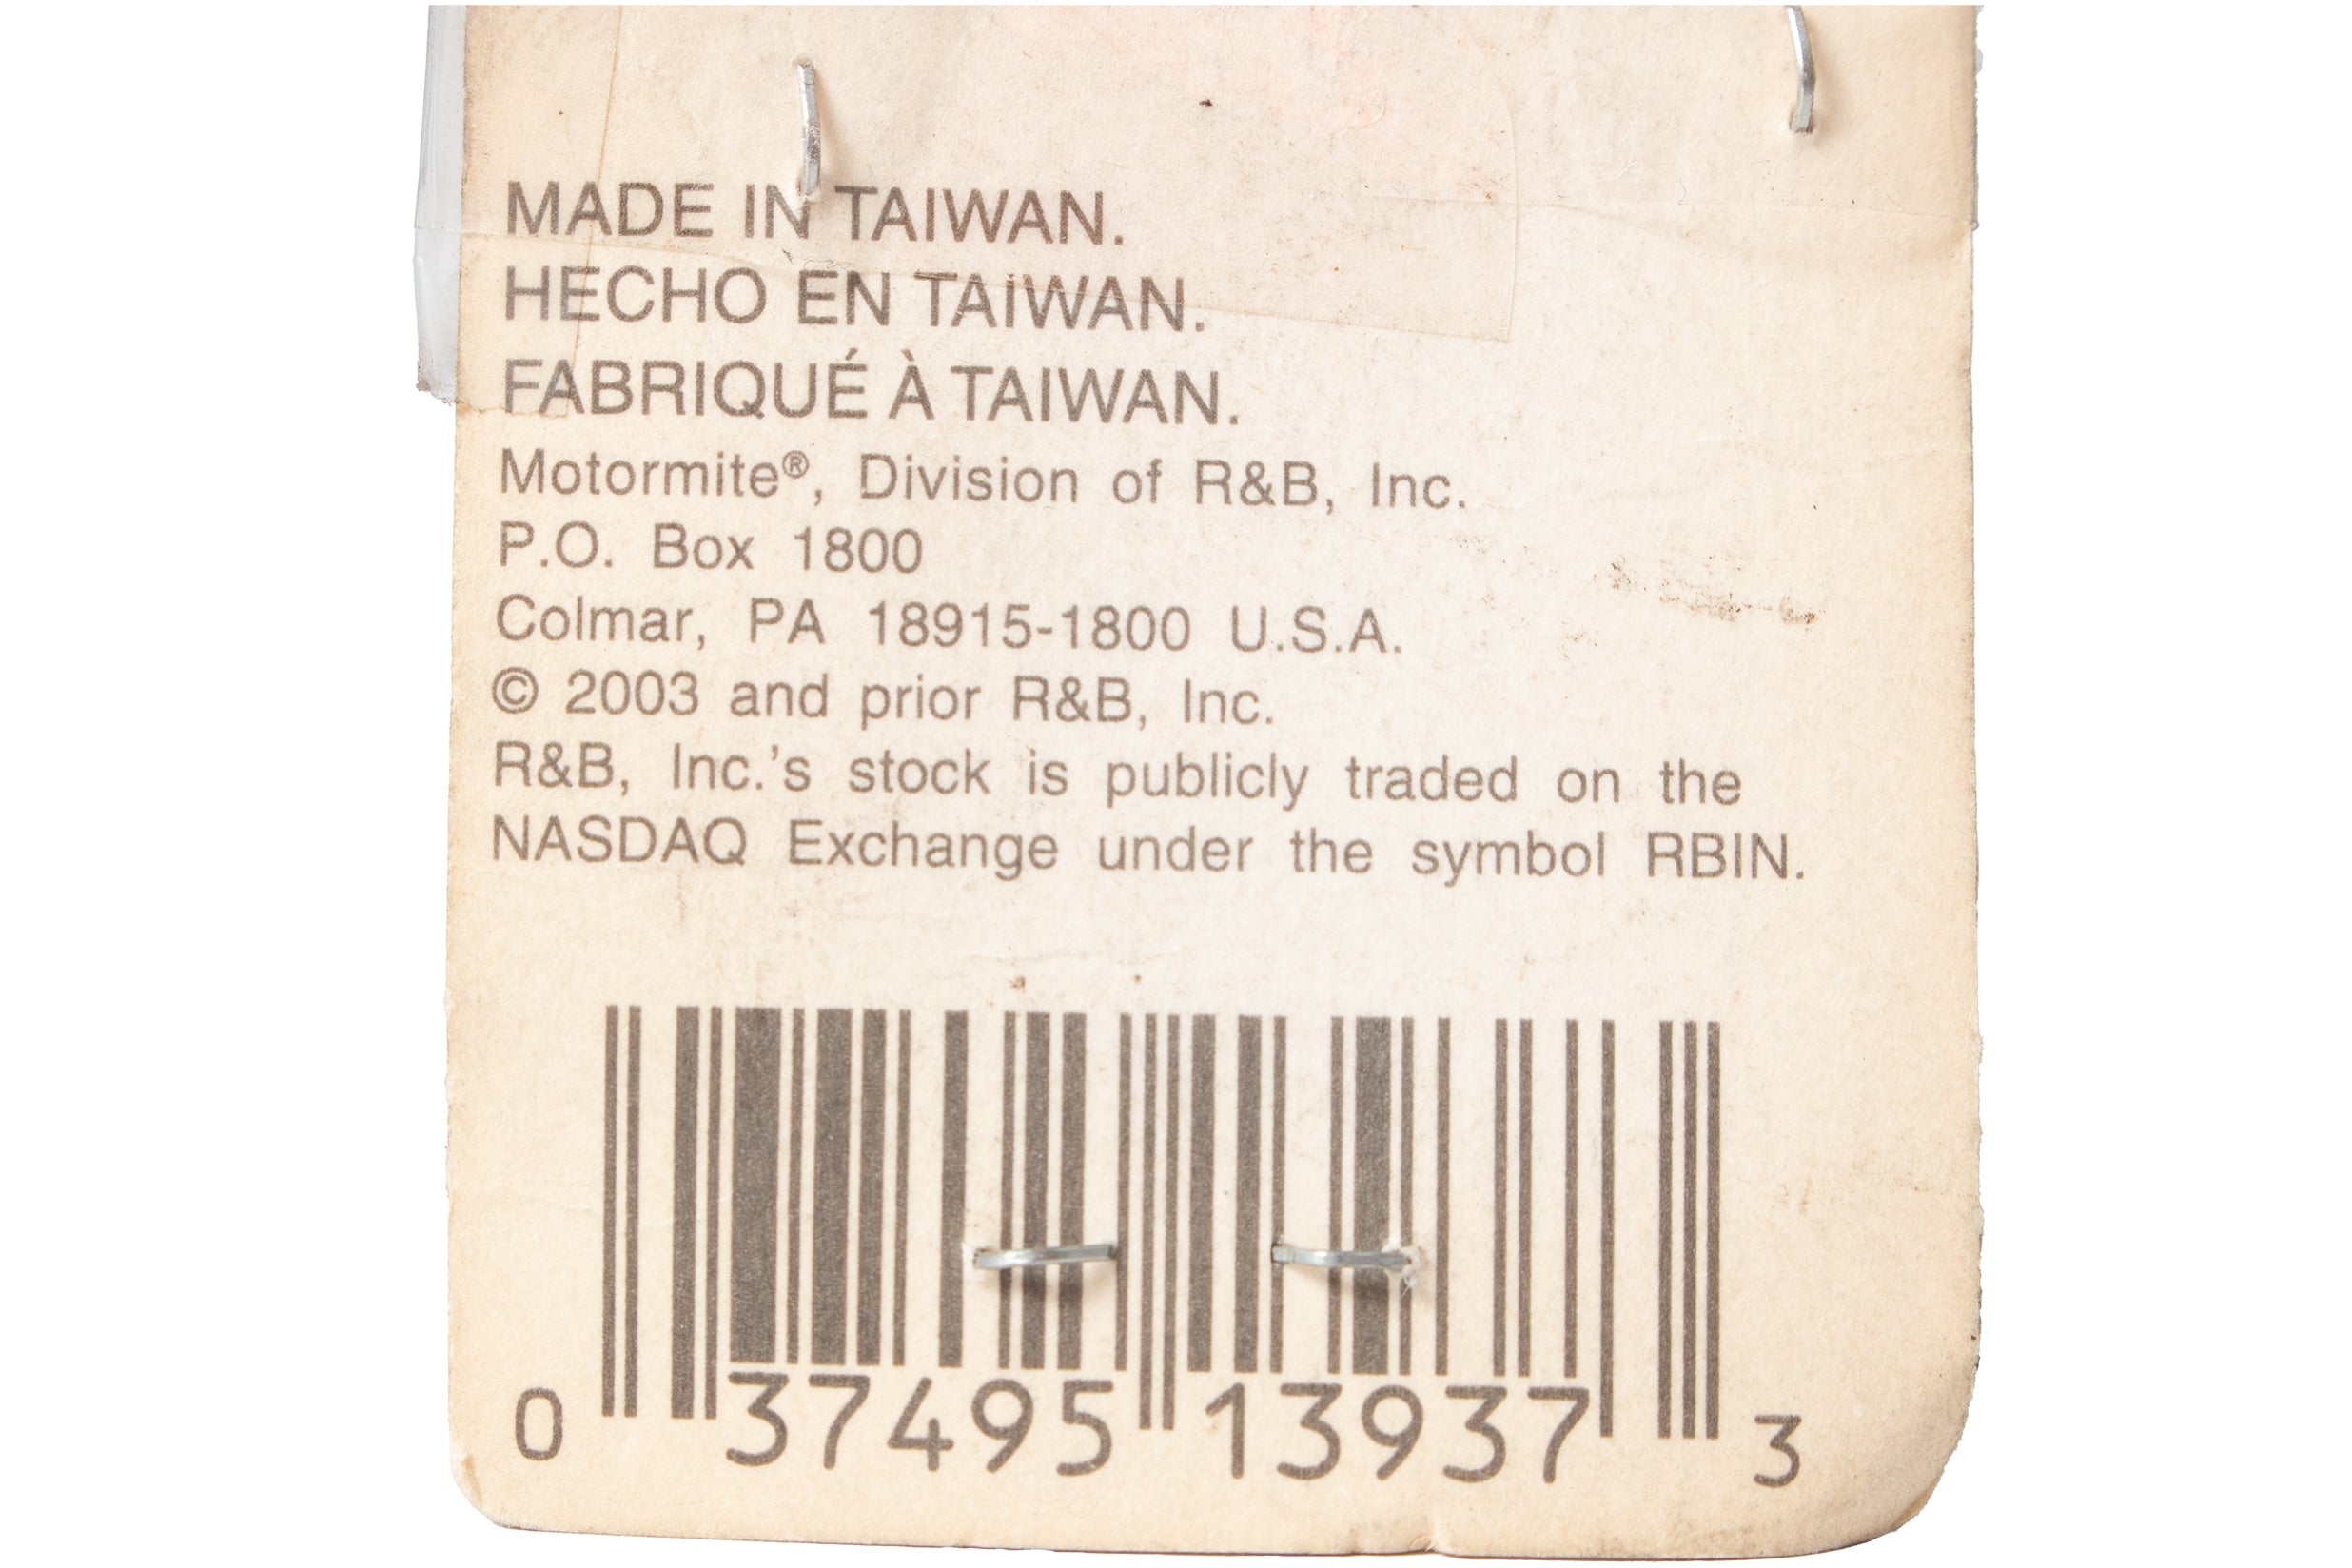 MADE IN TAIWAN.
HECHO EN TAIWAN.
FABRIQUÉ À TAIWAN.
Motormite®, Division of R&B, Inc.
P.O. Box 1800
Colmar, PA 18915-1800 U.S.A.
© 2003 and prior R&B, Inc.
R&B, Inc.'s stock is publicly traded on the
NASDAQ Exchange under the symbol RBIN.
0 37495 13937 3